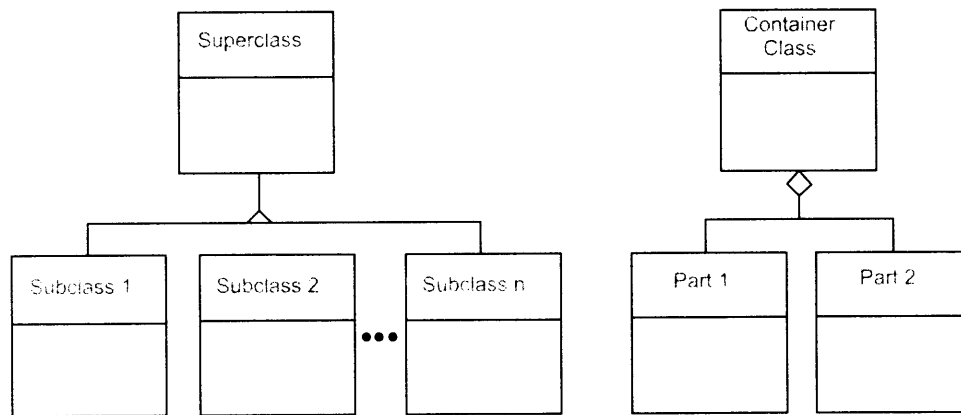 Superclass
Container
Class
Subclass 1
Subclass 2
Subclass n
Part 1
Part 2